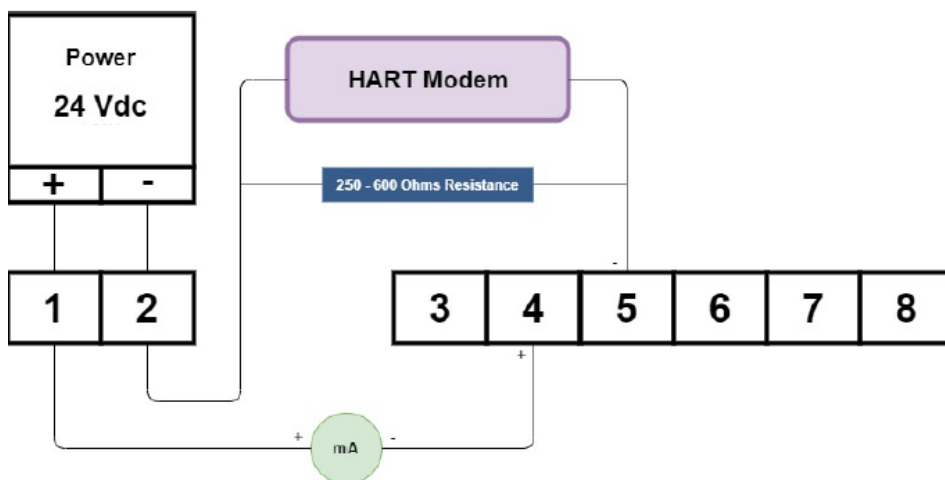 Power
24 Vdc
+ -
HART Modem
250 - 600 Ohms Resistance
-
1 2
3 4 5 6 7 8
+
+ mA -